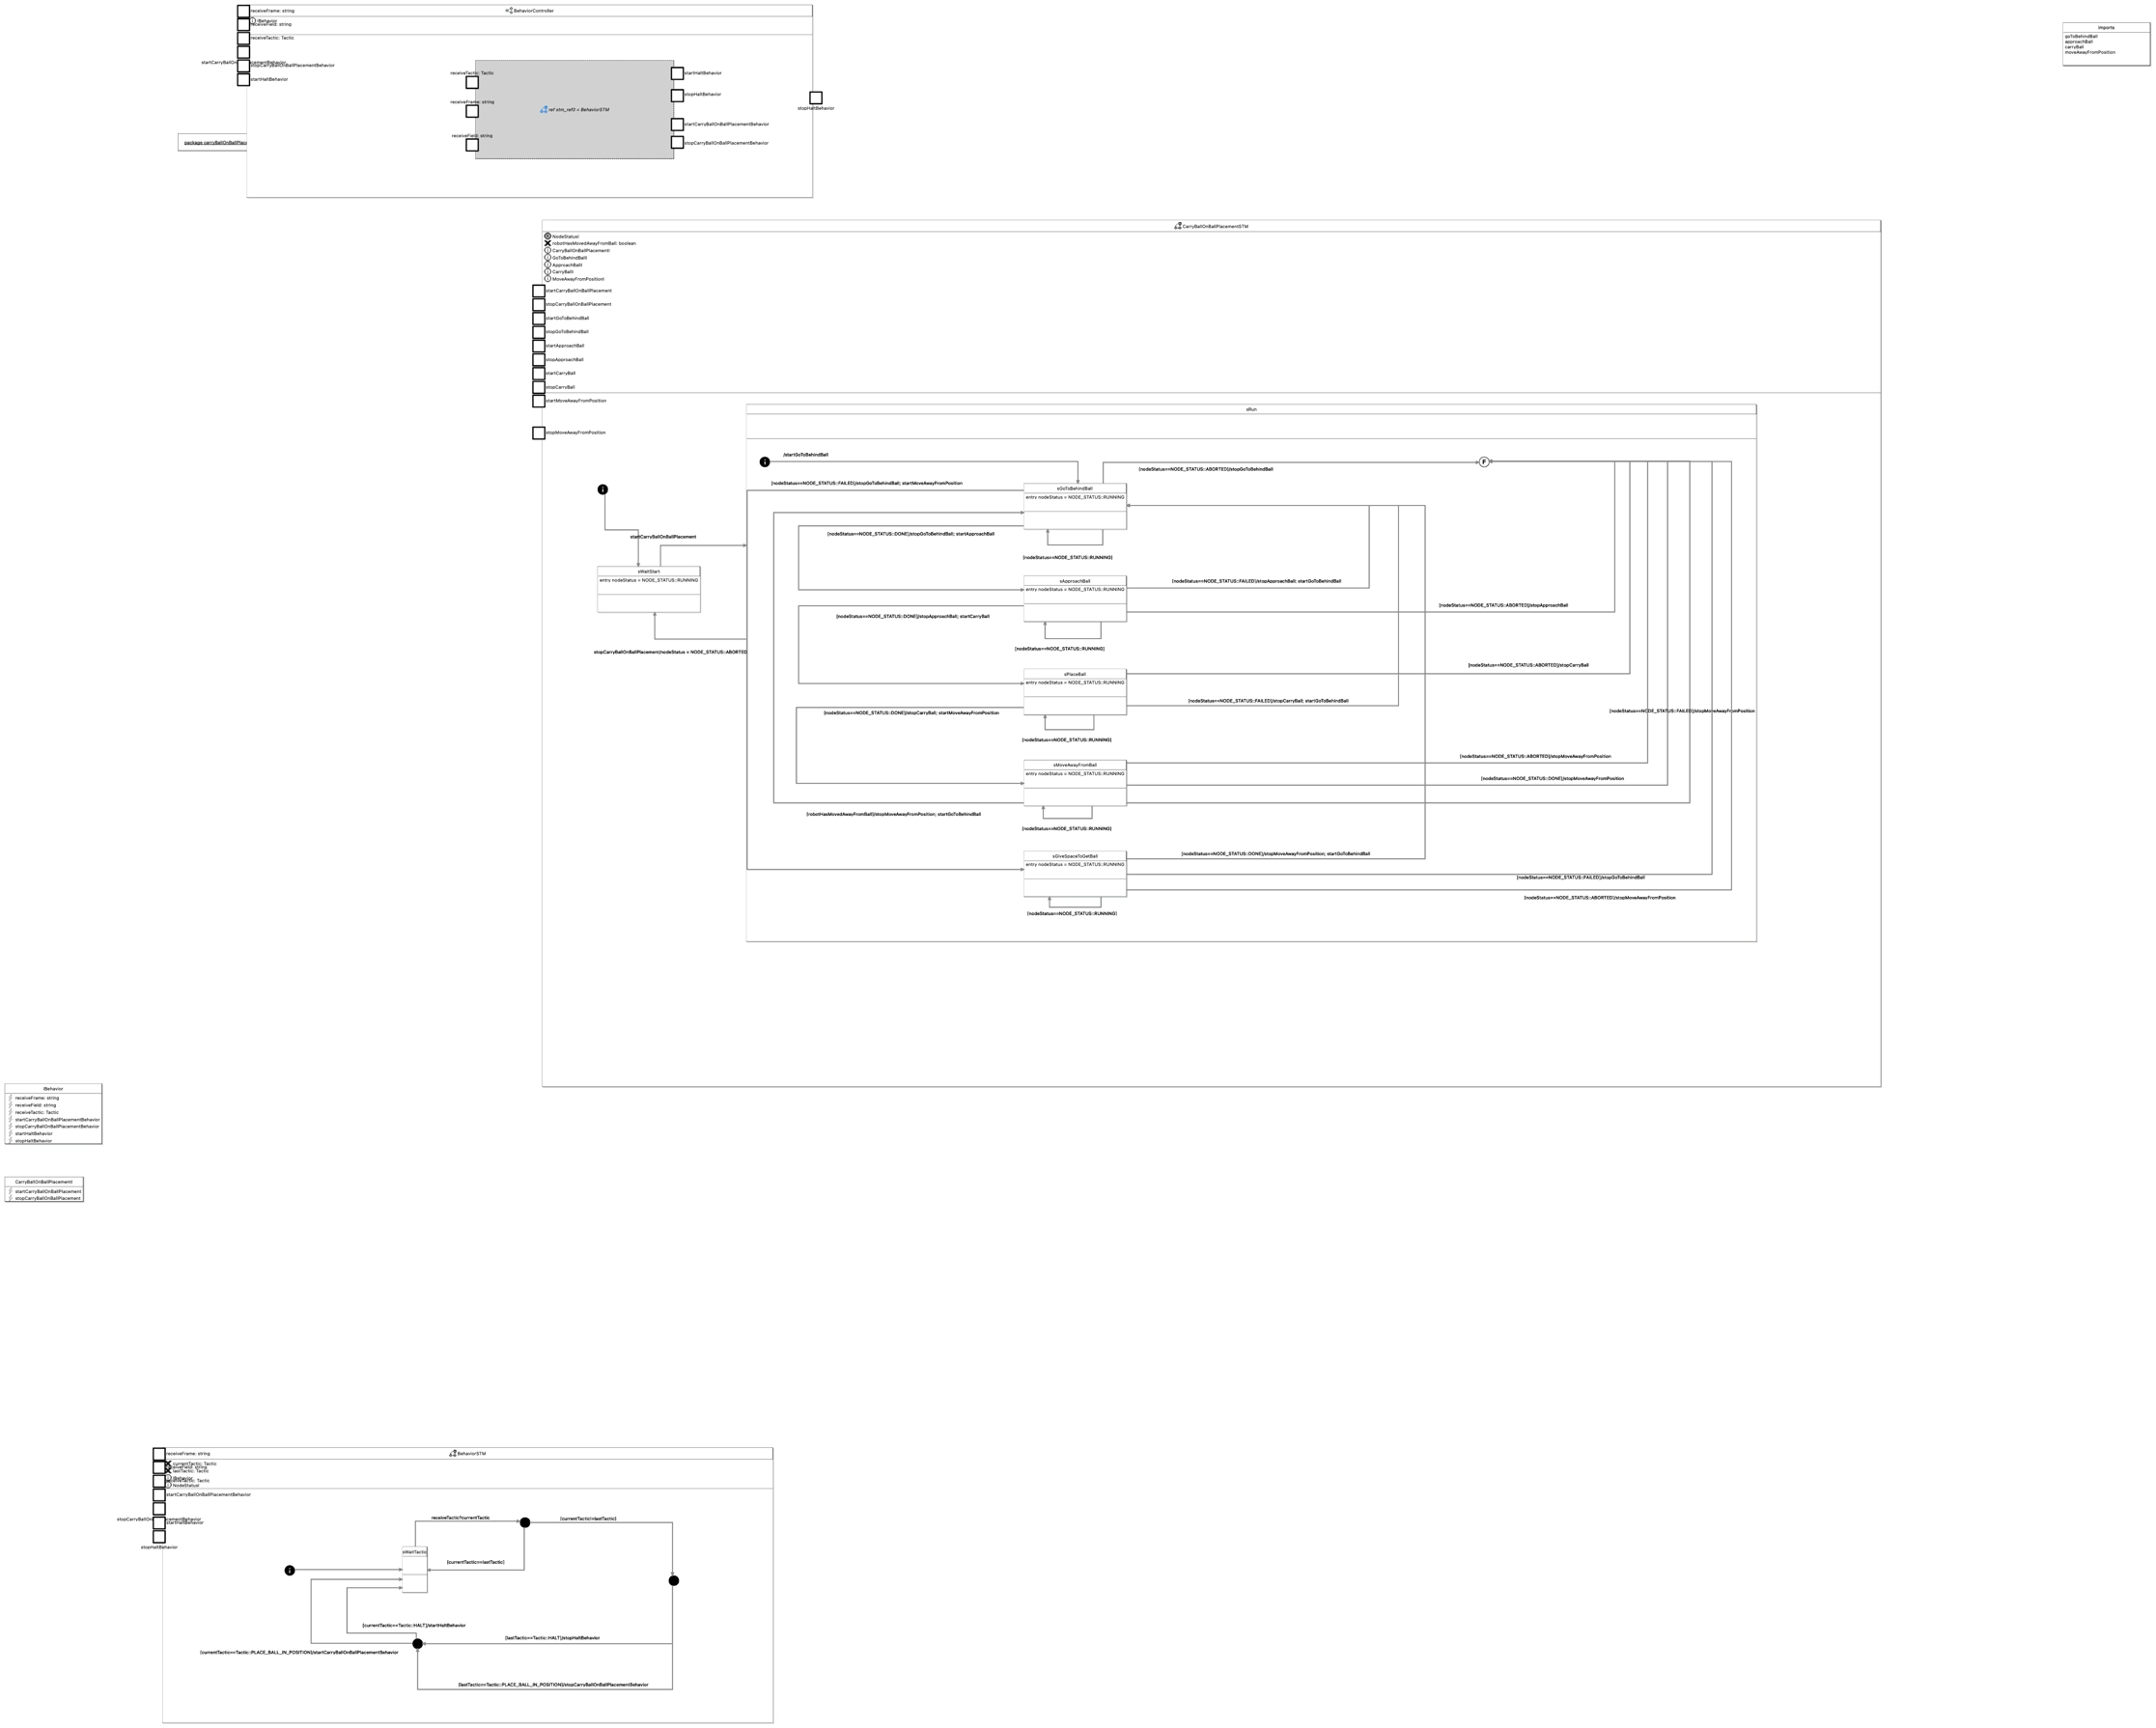 receiveFrame: string
BehaviorController
IBehavior
receiveField: string
receiveTactic: Tactic
startCarryBallOnBallPlacementBehavior
stopCarryBallOnBallPlacementBehavior
startHaltBehavior
receiveTactic: Tactic
startHaltBehavior
receiveFrame: string
ref stm_ref0 = BehaviorSTM
stopHaltBehavior
stopHaltBehavior
startCarryBallOnBallPlacementBehavior
receiveField: string
stopCarryBallOnBallPlacementBehavior
package carryBallOnBallPlace
Imports
goToBehindBall
approachBall
carryBall
moveAwayFromPosition
CarryBallOnBallPlacementSTM
NodeStatusI
robotHasMovedAwayFromBall: boolean
CarryBallOnBallPlacementI
GoToBehindBallI
ApproachBallI
CarryBallI
MoveAwayFromPositionI
startCarryBallOnBallPlacement
stopCarryBallOnBallPlacement
startGoToBehindBall
stopGoToBehindBall
startApproachBall
stopApproachBall
startCarryBall
stopCarryBall
startMoveAwayFromPosition
stopMoveAwayFromPosition
sRun
i
/startGoToBehindBall
F
[nodeStatus==NODE_STATUS::ABORTED]/stopGoToBehindBall
[nodeStatus==NODE_STATUS::FAILED]/stopGoToBehindBall; startMoveAwayFromPosition
i
sGoToBehindBall
entry nodeStatus = NODE_STATUS::RUNNING
[nodeStatus==NODE_STATUS::DONE]/stopGoToBehindBall; startApproachBall
startCarryBallOnBallPlacement
[nodeStatus==NODE_STATUS::RUNNING]
sWaitStart
entry nodeStatus = NODE_STATUS::RUNNING
sApproachBall
entry nodeStatus = NODE_STATUS::RUNNING
[nodeStatus==NODE_STATUS::FAILED]/stopApproachBall; startGoToBehindBall
[nodeStatus==NODE_STATUS::ABORTED]/stopApproachBall
[nodeStatus==NODE_STATUS::DONE]/stopApproachBall; startCarryBall
[nodeStatus==NODE_STATUS::RUNNING]
stopCarryBallOnBallPlacement/nodeStatus = NODE_STATUS::ABORTED
sPlaceBall
entry nodeStatus = NODE_STATUS::RUNNING
[nodeStatus==NODE_STATUS::ABORTED]/stopCarryBall
[nodeStatus==NODE_STATUS::FAILED]/stopCarryBall; startGoToBehindBall
[nodeStatus==NODE_STATUS::DONE]/stopCarryBall; startMoveAwayFromPosition
[nodeStatus==NODE_STATUS::FAILED]/stopMoveAwayFromPosition
[nodeStatus==NODE_STATUS::RUNNING]
[nodeStatus==NODE_STATUS::ABORTED]/stopMoveAwayFromPosition
sMoveAwayFromBall
entry nodeStatus = NODE_STATUS::RUNNING
[nodeStatus==NODE_STATUS::DONE]/stopMoveAwayFromPosition
[robotHasMovedAwayFromBall]/stopMoveAwayFromPosition; startGoToBehindBall
[nodeStatus==NODE_STATUS::RUNNING]
sGiveSpaceToGetBall
entry nodeStatus = NODE_STATUS::RUNNING
[nodeStatus==NODE_STATUS::DONE]/stopMoveAwayFromPosition; startGoToBehindBall
[nodeStatus==NODE_STATUS::FAILED]/stopGoToBehindBall
[nodeStatus==NODE_STATUS::ABORTED]/stopMoveAwayFromPosition
[nodeStatus==NODE_STATUS::RUNNING]
IBehavior
receiveFrame: string
receiveField: string
receiveTactic: Tactic
startCarryBallOnBallPlacementBehavior
stopCarryBallOnBallPlacementBehavior
startHaltBehavior
stopHaltBehavior
CarryBallOnBallPlacementI
startCarryBallOnBallPlacement
stopCarryBallOnBallPlacement
receiveFrame: string
BehaviorSTM
currentTactic: Tactic
receiveField: string
lastTactic: Tactic
IBehavior
receiveTactic: Tactic
NodeStatusI
startCarryBallOnBallPlacementBehavior
stopCarryBallOnBallPlacementBehavior
startHaltBehavior
stopHaltBehavior
receiveTactic?currentTactic
[currentTactic!=lastTactic]
sWaitTactic
[currentTactic==lastTactic]
i
[currentTactic==Tactic::HALT]/startHaltBehavior
[lastTactic==Tactic::HALT]/stopHaltBehavior
[currentTactic==Tactic::PLACE_BALL_IN_POSITION]/startCarryBallOnBallPlacementBehavior
[lastTactic==Tactic::PLACE_BALL_IN_POSITION]/stopCarryBallOnBallPlacementBehavior